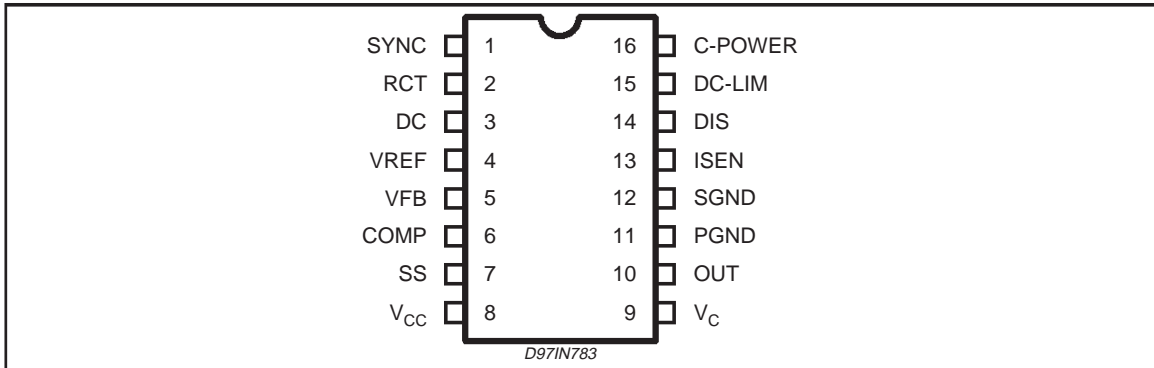 SYNC 1 16 C-POWER
RCT 2 15 DC-LIM
DC 3 14 DIS
VREF 4 13 ISEN
VFB 5 12 SGND
COMP 6 11 PGND
SS 7 10 OUT
VCC 8 9 VC
D97IN783